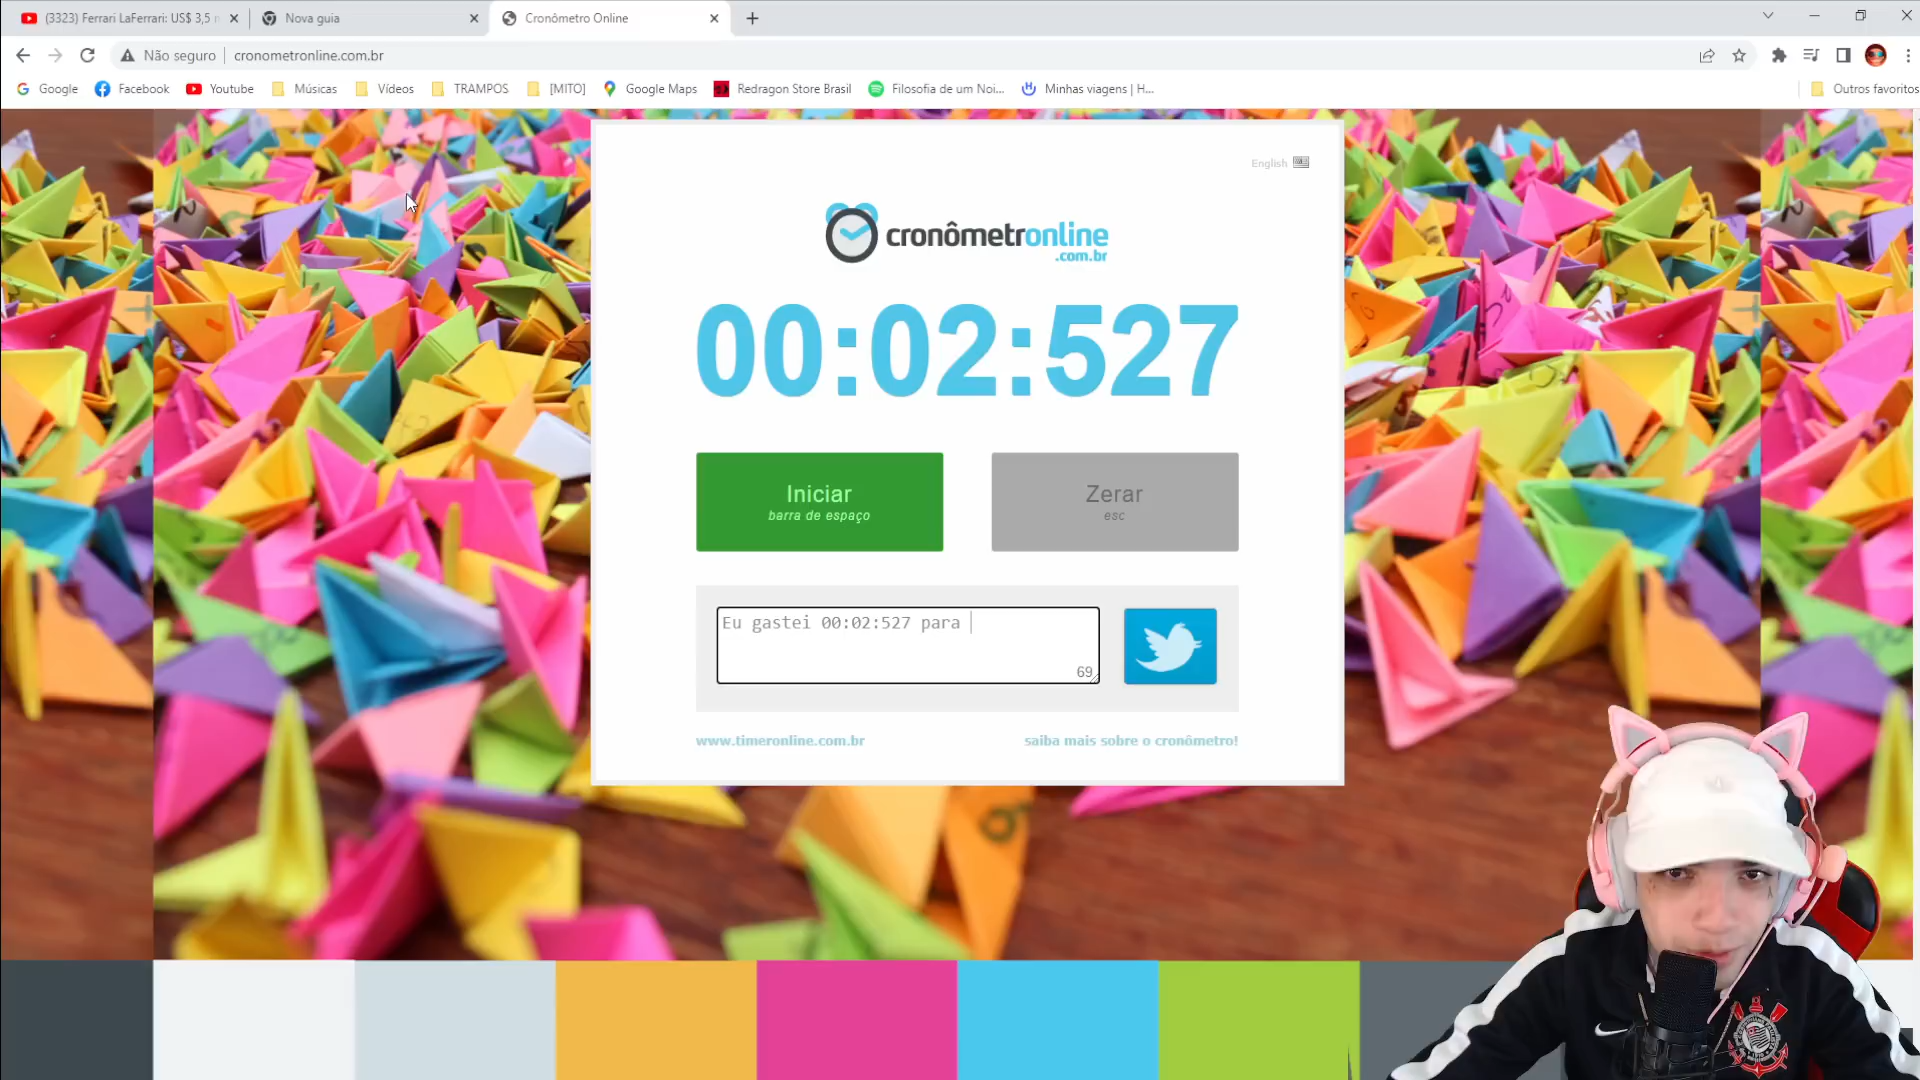 (3323) Ferrari LaFerrari: US$ 3,5
Nova guia
Cronômetro Online
Não seguro
cronometronline.com.br
Google
Facebook
Youtube
Músicas
Vídeos
TRAMPOS
[MITO]
Google Maps
Redragon Store Brasil
Filosofia de um Noi...
Minhas viagens | H...
Outros favoritos
English
cronômetronline
.com.br
00:02:527
Iniciar
barra de espaço
Zerar
esc
Eu gastei 00:02:527 para
69
www.timeronline.com.br
saiba mais sobre o cronômetro!